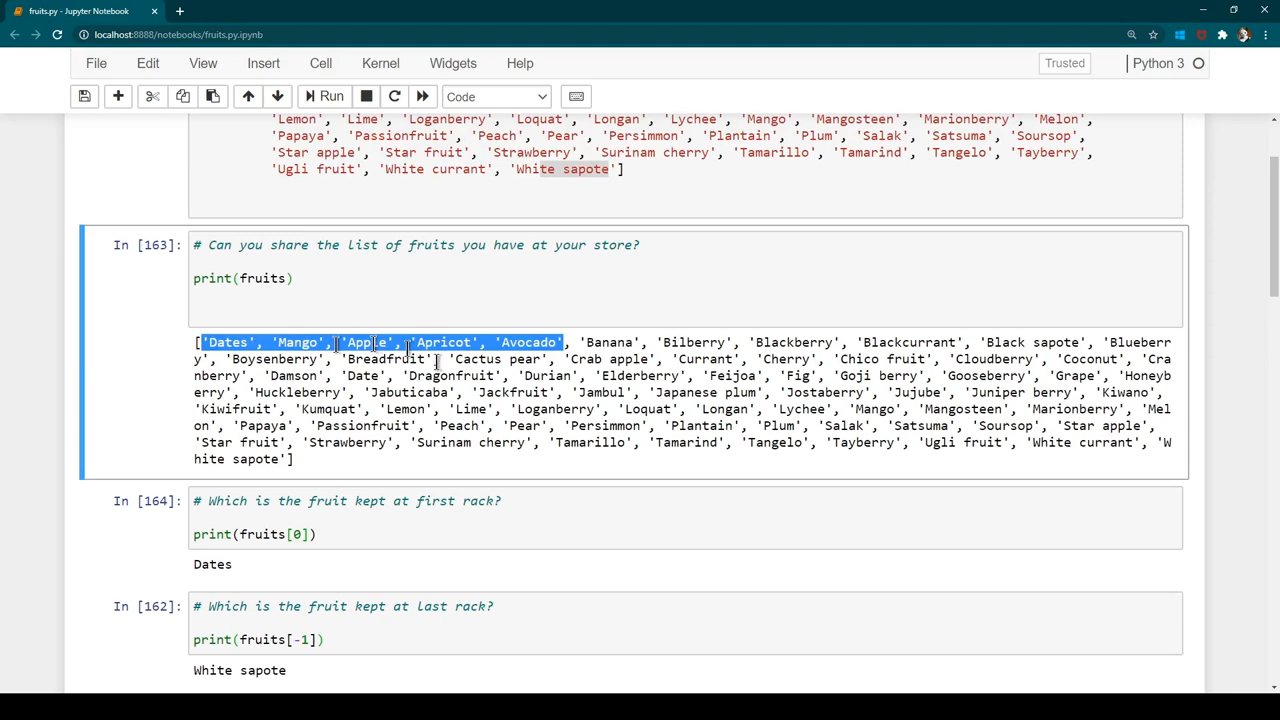 fruits.py - Jupyter Notebook
localhost:8888/notebooks/fruits.py.ipynb
File Edit View Insert Cell Kernel Widgets Help Trusted Python 3
Run Code
'Lemon', 'Lime', 'Loganberry', 'Loquat', 'Longan', 'Lychee', 'Mango', 'Mangosteen', 'Marionberry', 'Melon',
'Papaya', 'Passionfruit', 'Peach', 'Pear', 'Persimmon', 'Plantain', 'Plum', 'Salak', 'Satsuma', 'Soursop',
'Star apple', 'Star fruit', 'Strawberry', 'Surinam cherry', 'Tamarillo', 'Tamarind', 'Tangelo', 'Tayberry',
'Ugli fruit', 'White currant', 'White sapote']
In [163]: # Can you share the list of fruits you have at your store?
print(fruits)
['Dates', 'Mango', 'Apple', 'Apricot', 'Avocado', 'Banana', 'Bilberry', 'Blackberry', 'Blackcurrant', 'Black sapote', 'Blueberr
y', 'Boysenberry', 'Breadfruit', 'Cactus pear', 'Crab apple', 'Currant', 'Cherry', 'Chico fruit', 'Cloudberry', 'Coconut', 'Cra
nberry', 'Damson', 'Date', 'Dragonfruit', 'Durian', 'Elderberry', 'Feijoa', 'Fig', 'Goji berry', 'Gooseberry', 'Grape', 'Honeyb
erry', 'Huckleberry', 'Jabuticaba', 'Jackfruit', 'Jambul', 'Japanese plum', 'Jostaberry', 'Jujube', 'Juniper berry', 'Kiwano',
'Kiwifruit', 'Kumquat', 'Lemon', 'Lime', 'Loganberry', 'Loquat', 'Longan', 'Lychee', 'Mango', 'Mangosteen', 'Marionberry', 'Mel
on', 'Papaya', 'Passionfruit', 'Peach', 'Pear', 'Persimmon', 'Plantain', 'Plum', 'Salak', 'Satsuma', 'Soursop', 'Star apple',
'Star fruit', 'Strawberry', 'Surinam cherry', 'Tamarillo', 'Tamarind', 'Tangelo', 'Tayberry', 'Ugli fruit', 'White currant', 'W
hite sapote']
In [164]: # Which is the fruit kept at first rack?
print(fruits[0])
Dates
In [162]: # Which is the fruit kept at last rack?
print(fruits[-1])
White sapote